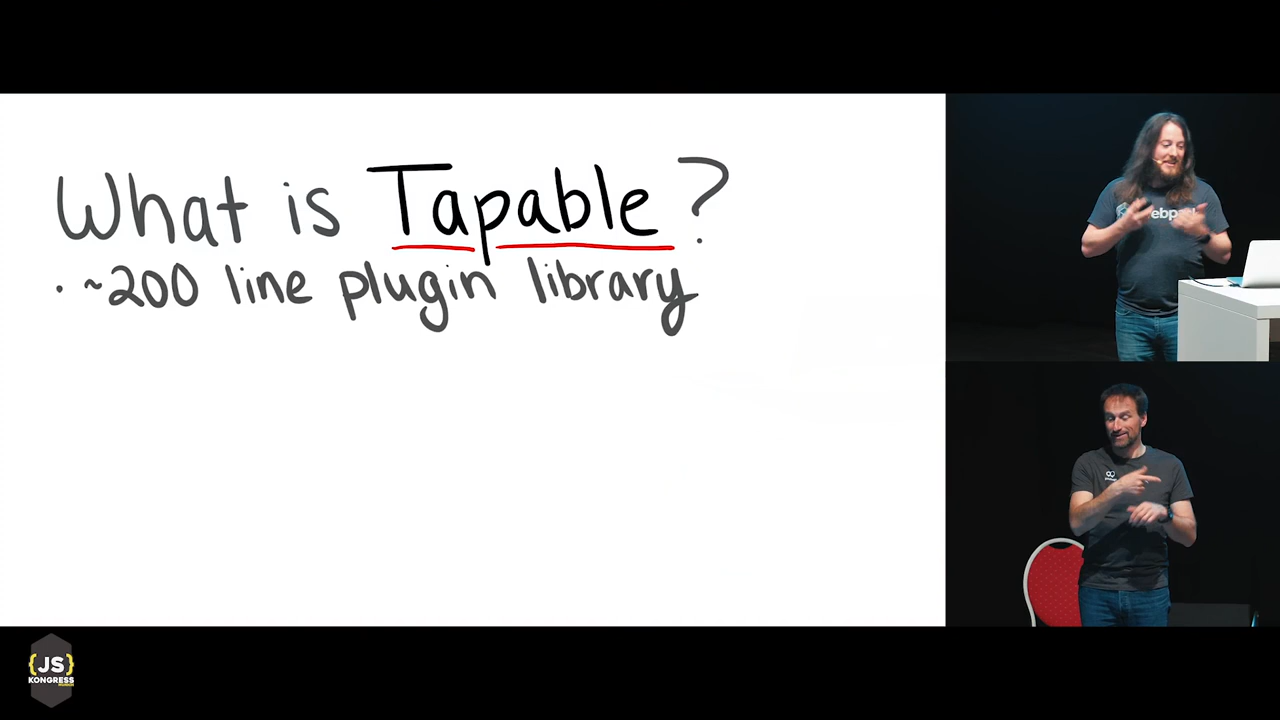 What is Tapable?
· ~200 line plugin library
{JS}
KONGRESS